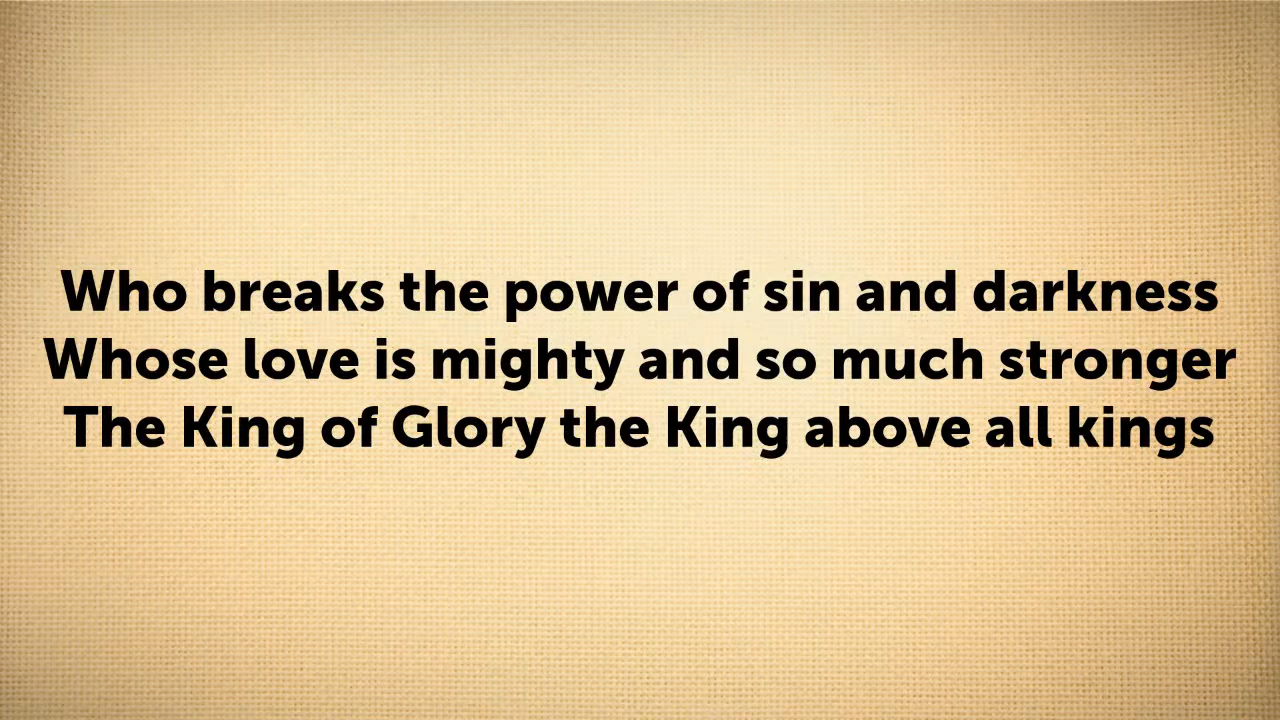 Who breaks the power of sin and darkness
Whose love is mighty and so much stronger
The King of Glory the King above all kings